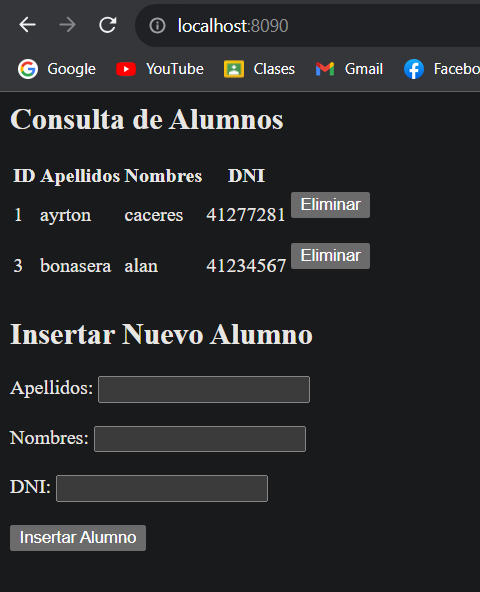 localhost:8090
Google YouTube Clases Gmail Facebo
Consulta de Alumnos
ID Apellidos Nombres DNI
1 ayrton caceres 41277281 Eliminar
3 bonasera alan 41234567 Eliminar
Insertar Nuevo Alumno
Apellidos:
Nombres:
DNI:
Insertar Alumno